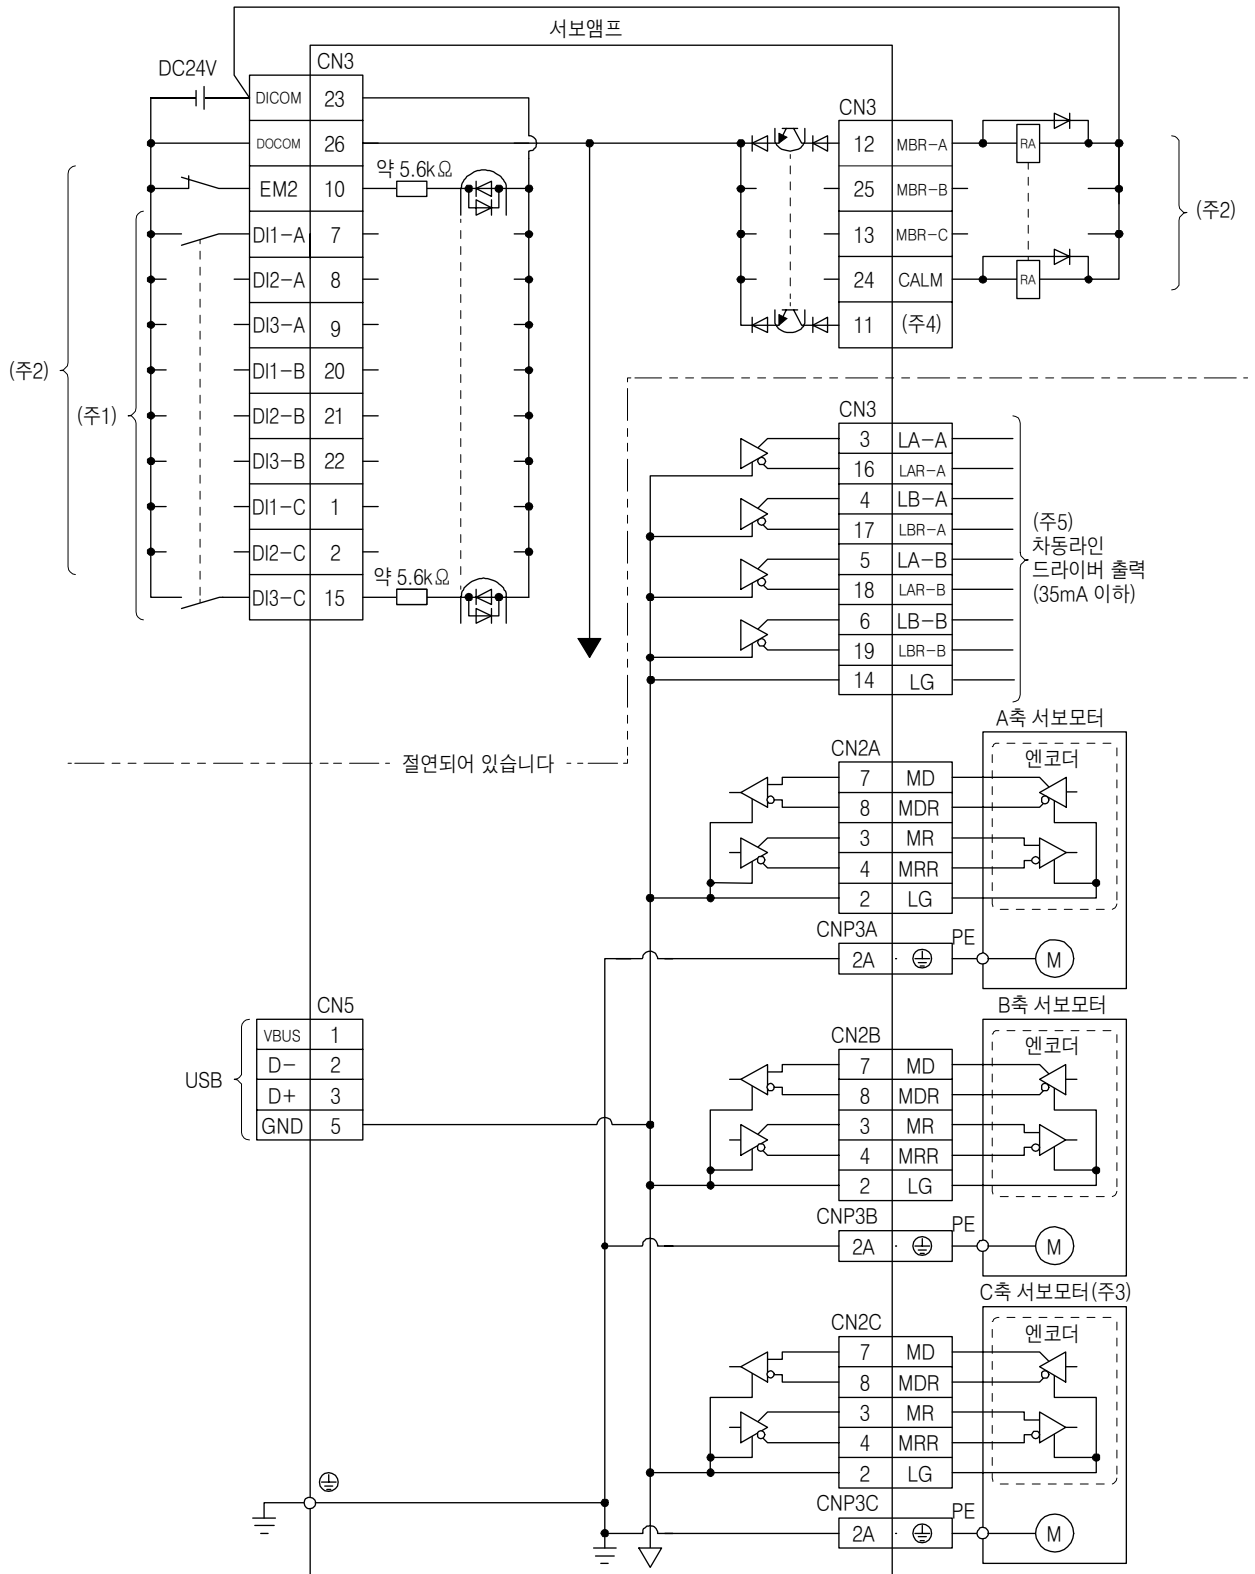 서보앰프
DC24V
CN3
DICOM 23
DOCOM 26
EM2 10
약 5.6kΩ
DI1-A 7
DI2-A 8
DI3-A 9
DI1-B 20
DI2-B 21
DI3-B 22
DI1-C 1
DI2-C 2
DI3-C 15
약 5.6kΩ
(주2)
(주1)
CN3
12 MBR-A
RA
25 MBR-B
13 MBR-C
24 CALM
RA
11 (주4)
(주2)
CN3
3 LA-A
16 LAR-A
4 LB-A
17 LBR-A
5 LA-B
18 LAR-B
6 LB-B
19 LBR-B
14 LG
(주5)
차동라인
드라이버 출력
(35mA 이하)
절연되어 있습니다
A축 서보모터
엔코더
CN2A
7 MD
8 MDR
3 MR
4 MRR
2 LG
CNP3A
2A
PE
M
CN5
VBUS 1
D- 2
D+ 3
GND 5
USB
B축 서보모터
엔코더
CN2B
7 MD
8 MDR
3 MR
4 MRR
2 LG
CNP3B
2A
PE
M
C축 서보모터(주3)
엔코더
CN2C
7 MD
8 MDR
3 MR
4 MRR
2 LG
CNP3C
2A
PE
M